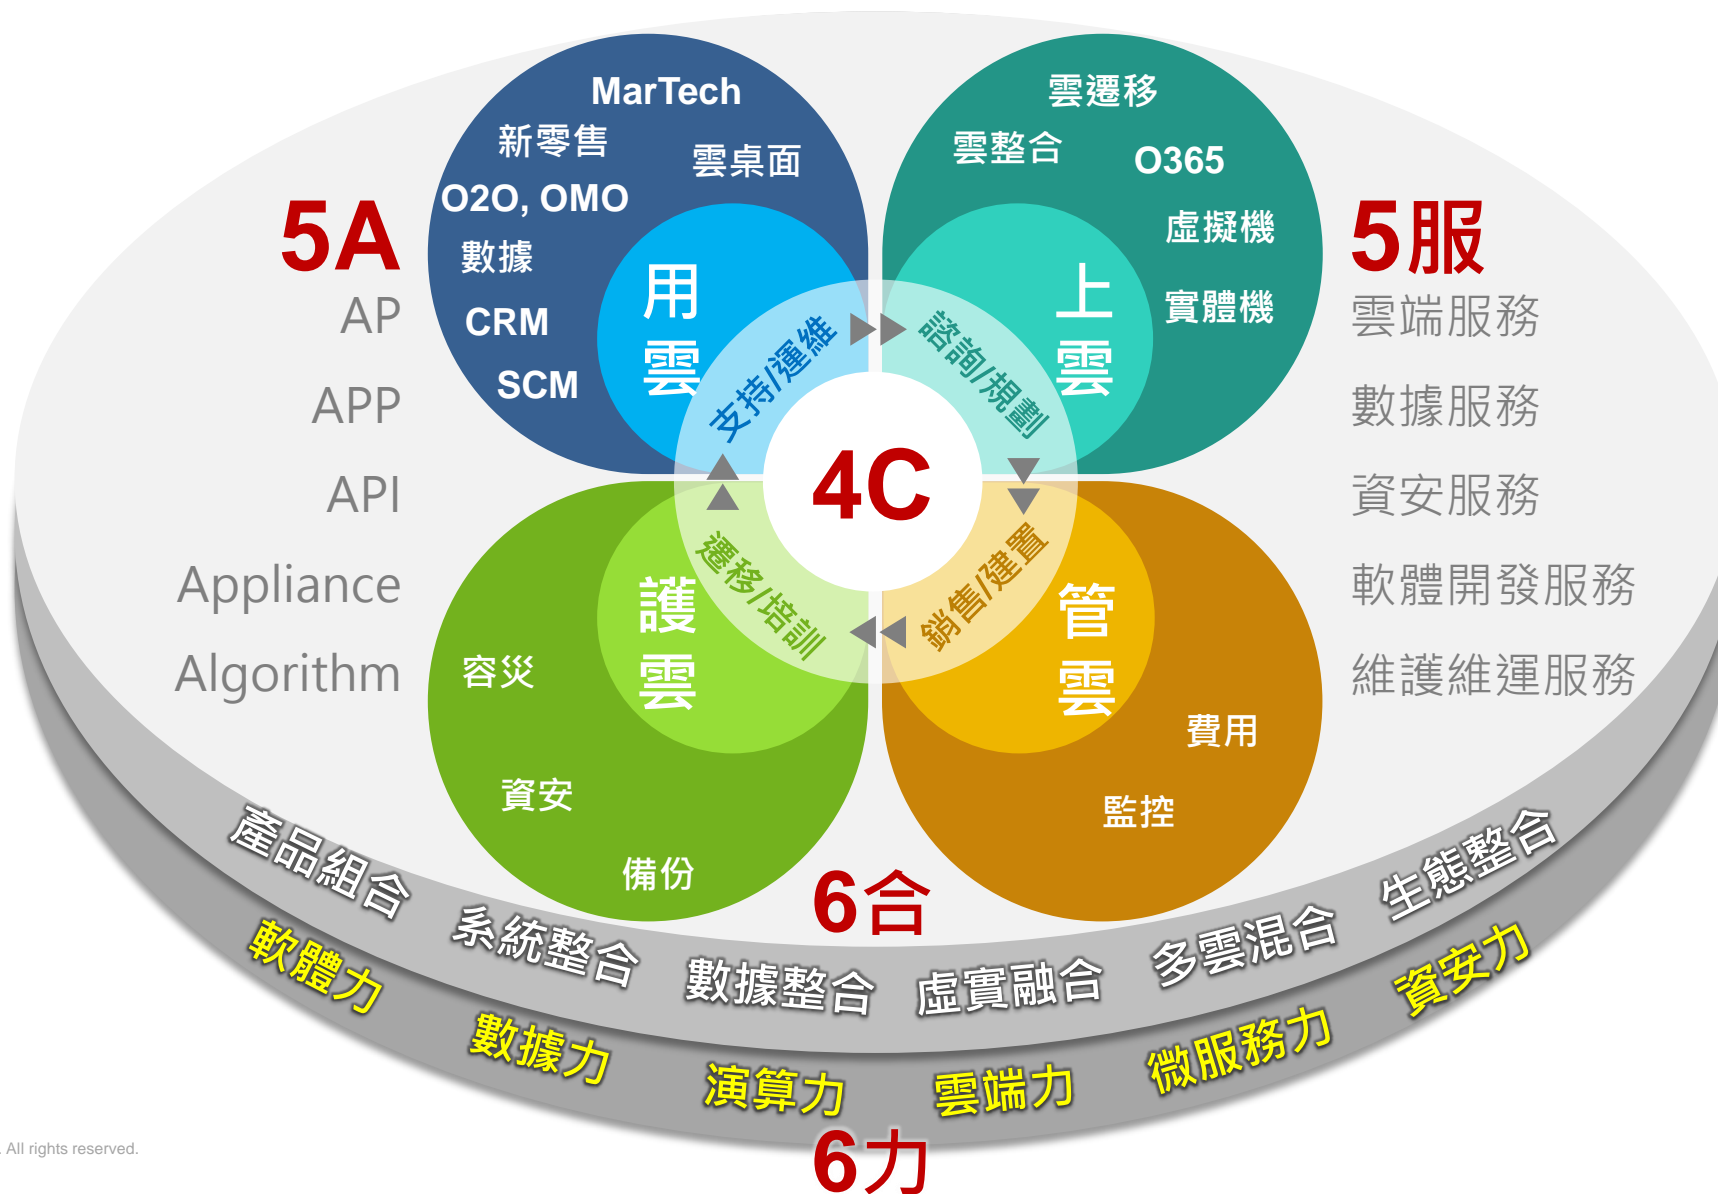 MarTech
新零售
雲桌面
O2O, OMO
數據
CRM
SCM
用
雲
雲遷移
雲整合
O365
虛擬機
實體機
上
雲
5A
AP
APP
API
Appliance
Algorithm
5服
雲端服務
數據服務
資安服務
軟體開發服務
維護維運服務
支持/運維
諮詢/規劃
4C
遷移/培訓
銷售/建置
護
雲
容災
資安
備份
管
雲
費用
監控
6合
產品組合
系統整合
數據整合
虛實融合
多雲混合
生態整合
軟體力
數據力
演算力
雲端力
微服務力
資安力
6力
. All rights reserved.